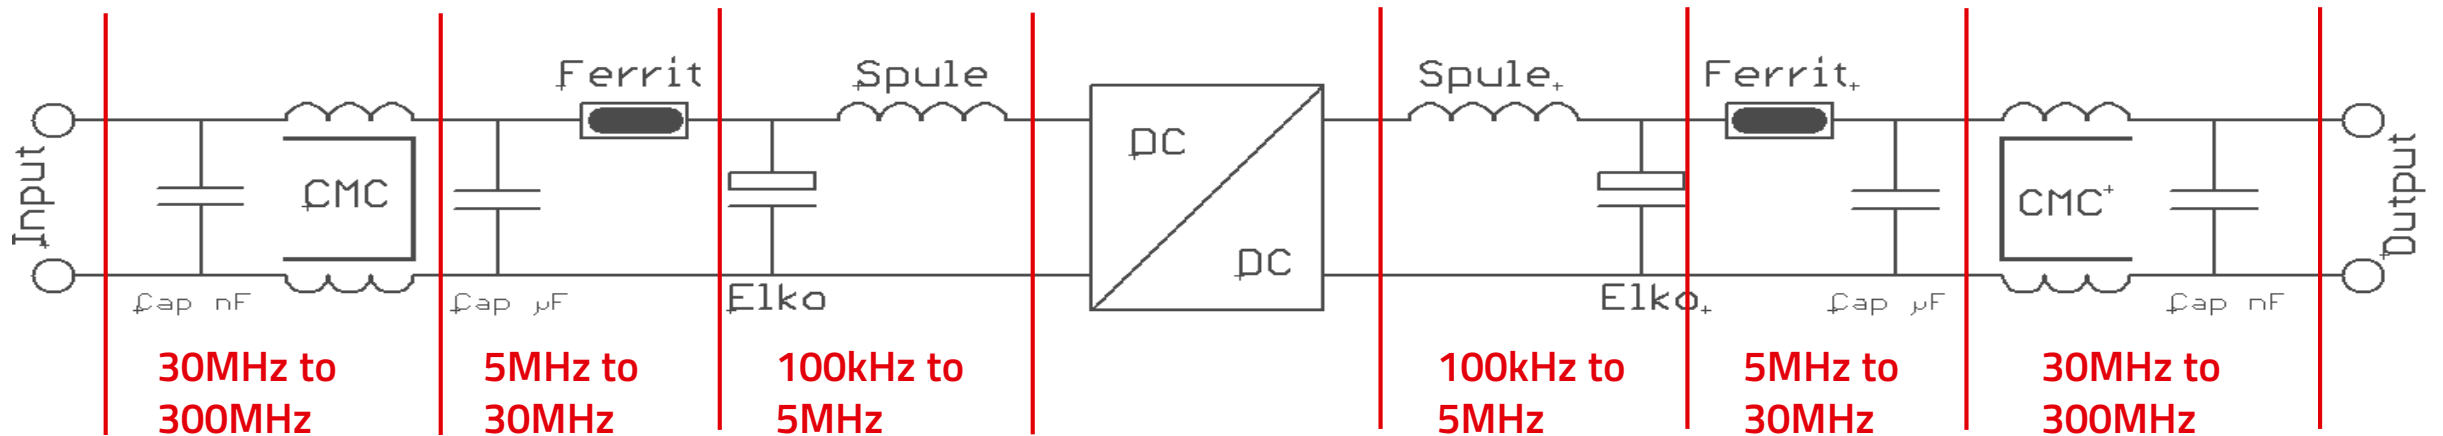 Ferrit
Spule
Spule
Ferrit
Input
CMC
DC
DC
CMC
Output
Cap nF
Cap µF
Elko
Elko
Cap µF
Cap nF
30MHz to
300MHz
5MHz to
30MHz
100kHz to
5MHz
100kHz to
5MHz
5MHz to
30MHz
30MHz to
300MHz